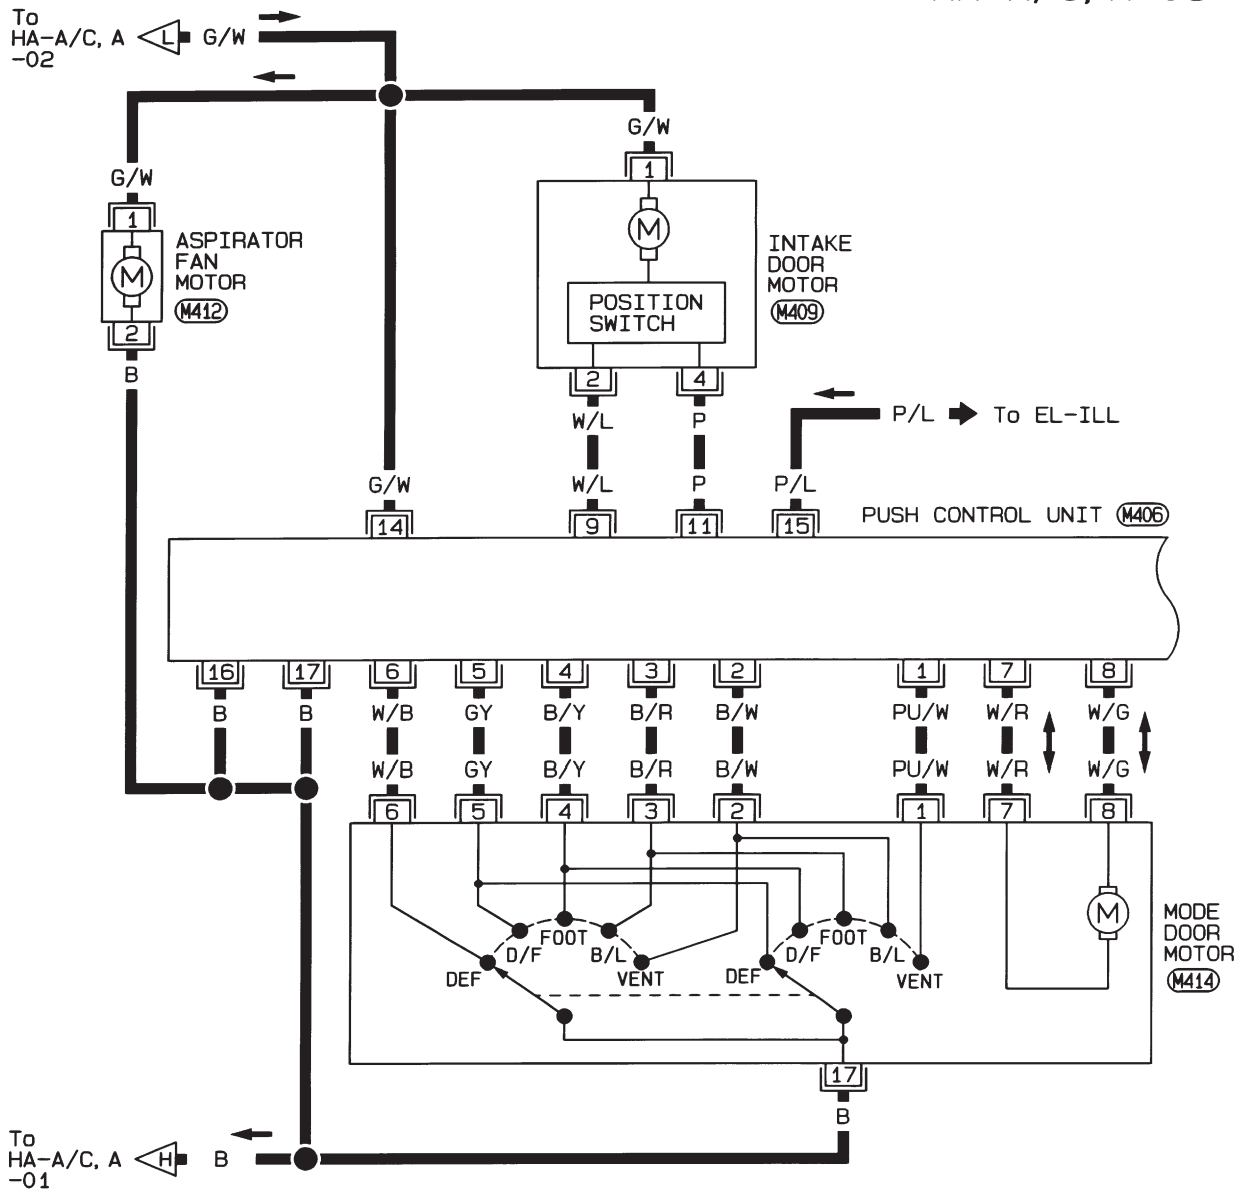 To
HA-A/C, A
-02
L
G/W
G/W
G/W
1
1
M
ASPIRATOR
FAN
MOTOR
M412
M
INTAKE
DOOR
MOTOR
M409
POSITION
SWITCH
2
B
2
4
W/L
P
P/L
To EL-ILL
G/W
W/L
P
P/L
14
9
11
15
PUSH CONTROL UNIT
M406
16
17
6
5
4
3
2
1
7
8
B
B
W/B
GY
B/Y
B/R
B/W
PU/W
W/R
W/G
W/B
GY
B/Y
B/R
B/W
PU/W
W/R
W/G
6
5
4
3
2
1
7
8
M
MODE
DOOR
MOTOR
M414
DEF
D/F
FOOT
B/L
VENT
DEF
D/F
FOOT
B/L
VENT
17
B
To
HA-A/C, A
-01
H
B